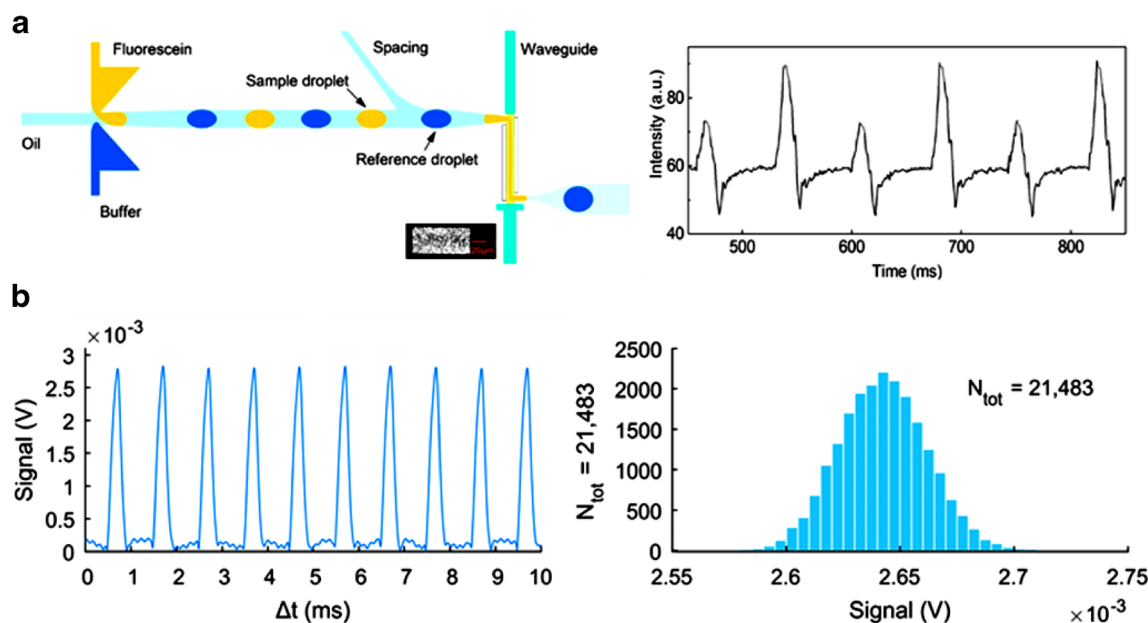 a
Fluorescein
Spacing
Waveguide
Sample droplet
Oil
Reference droplet
Buffer
20μm
Intensity (a.u.)
80
60
40
500
600
700
800
Time (ms)
b
×10⁻³
3
2.5
2
1.5
1
0.5
0
Signal (V)
0 1 2 3 4 5 6 7 8 9 10
Δt (ms)
2500
2000
1500
1000
500
0
N_tot = 21,483
N_tot = 21,483
2.55 2.6 2.65 2.7 2.75
Signal (V)
×10⁻³